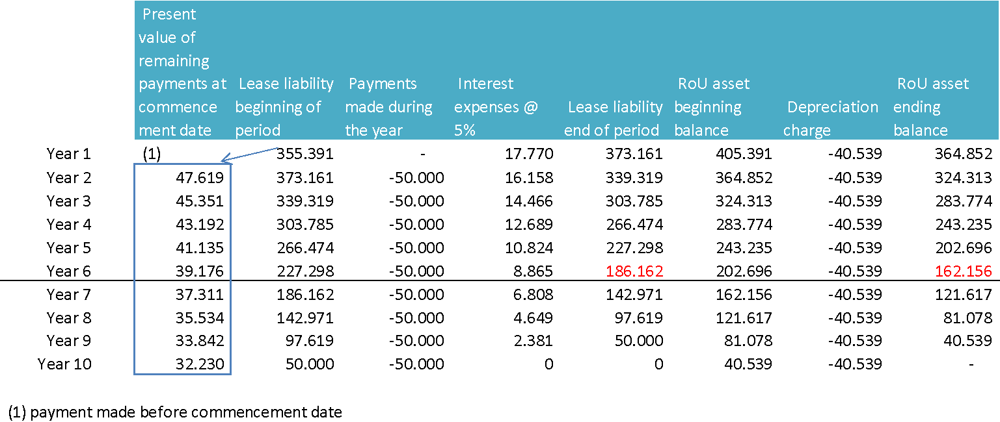 Present
value of
remaining
payments at Lease liability Payments Interest RoU asset RoU asset
commence beginning of made during expenses @ Lease liability beginning Depreciation ending
ment date period the year 5% end of period balance charge balance
Year 1 (1) 355.391 - 17.770 373.161 405.391 -40.539 364.852
Year 2 47.619 373.161 -50.000 16.158 339.319 364.852 -40.539 324.313
Year 3 45.351 339.319 -50.000 14.466 303.785 324.313 -40.539 283.774
Year 4 43.192 303.785 -50.000 12.689 266.474 283.774 -40.539 243.235
Year 5 41.135 266.474 -50.000 10.824 227.298 243.235 -40.539 202.696
Year 6 39.176 227.298 -50.000 8.865 186.162 202.696 -40.539 162.156
Year 7 37.311 186.162 -50.000 6.808 142.971 162.156 -40.539 121.617
Year 8 35.534 142.971 -50.000 4.649 97.619 121.617 -40.539 81.078
Year 9 33.842 97.619 -50.000 2.381 50.000 81.078 -40.539 40.539
Year 10 32.230 50.000 -50.000 0 0 40.539 -40.539 -
(1) payment made before commencement date